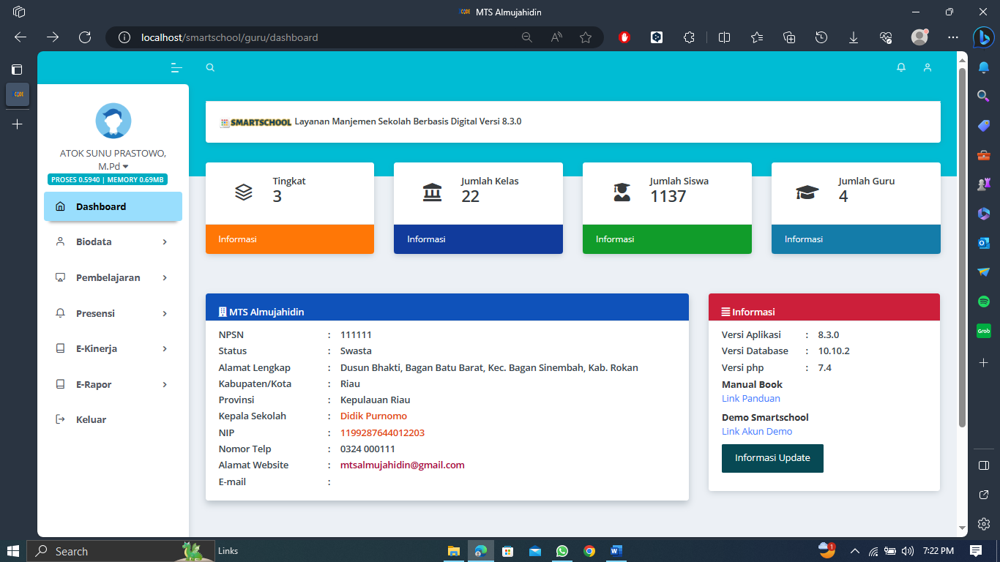 MTS Almujahidin
localhost/smartschool/guru/dashboard
CODE
ATOK SUNU PRASTOWO,
M.Pd
PROSES 0.5940 | MEMORY 0.69MB
Dashboard
Biodata
Pembelajaran
Presensi
E-Kinerja
E-Rapor
Keluar
SMARTSCHOOL Layanan Manjemen Sekolah Berbasis Digital Versi 8.3.0
Tingkat
3
Informasi
Jumlah Kelas
22
Informasi
Jumlah Siswa
1137
Informasi
Jumlah Guru
4
Informasi
MTS Almujahidin
NPSN : 111111
Status : Swasta
Alamat Lengkap : Dusun Bhakti, Bagan Batu Barat, Kec. Bagan Sinembah, Kab. Rokan
Kabupaten/Kota : Riau
Provinsi : Kepulauan Riau
Kepala Sekolah : Didik Purnomo
NIP : 1199287644012203
Nomor Telp : 0324 000111
Alamat Website : mtsalmujahidin@gmail.com
E-mail :
Informasi
Versi Aplikasi : 8.3.0
Versi Database : 10.10.2
Versi php : 7.4
Manual Book
Link Panduan
Demo Smartschool
Link Akun Demo
Informasi Update
Grab
Search
Links
1
7:22 PM